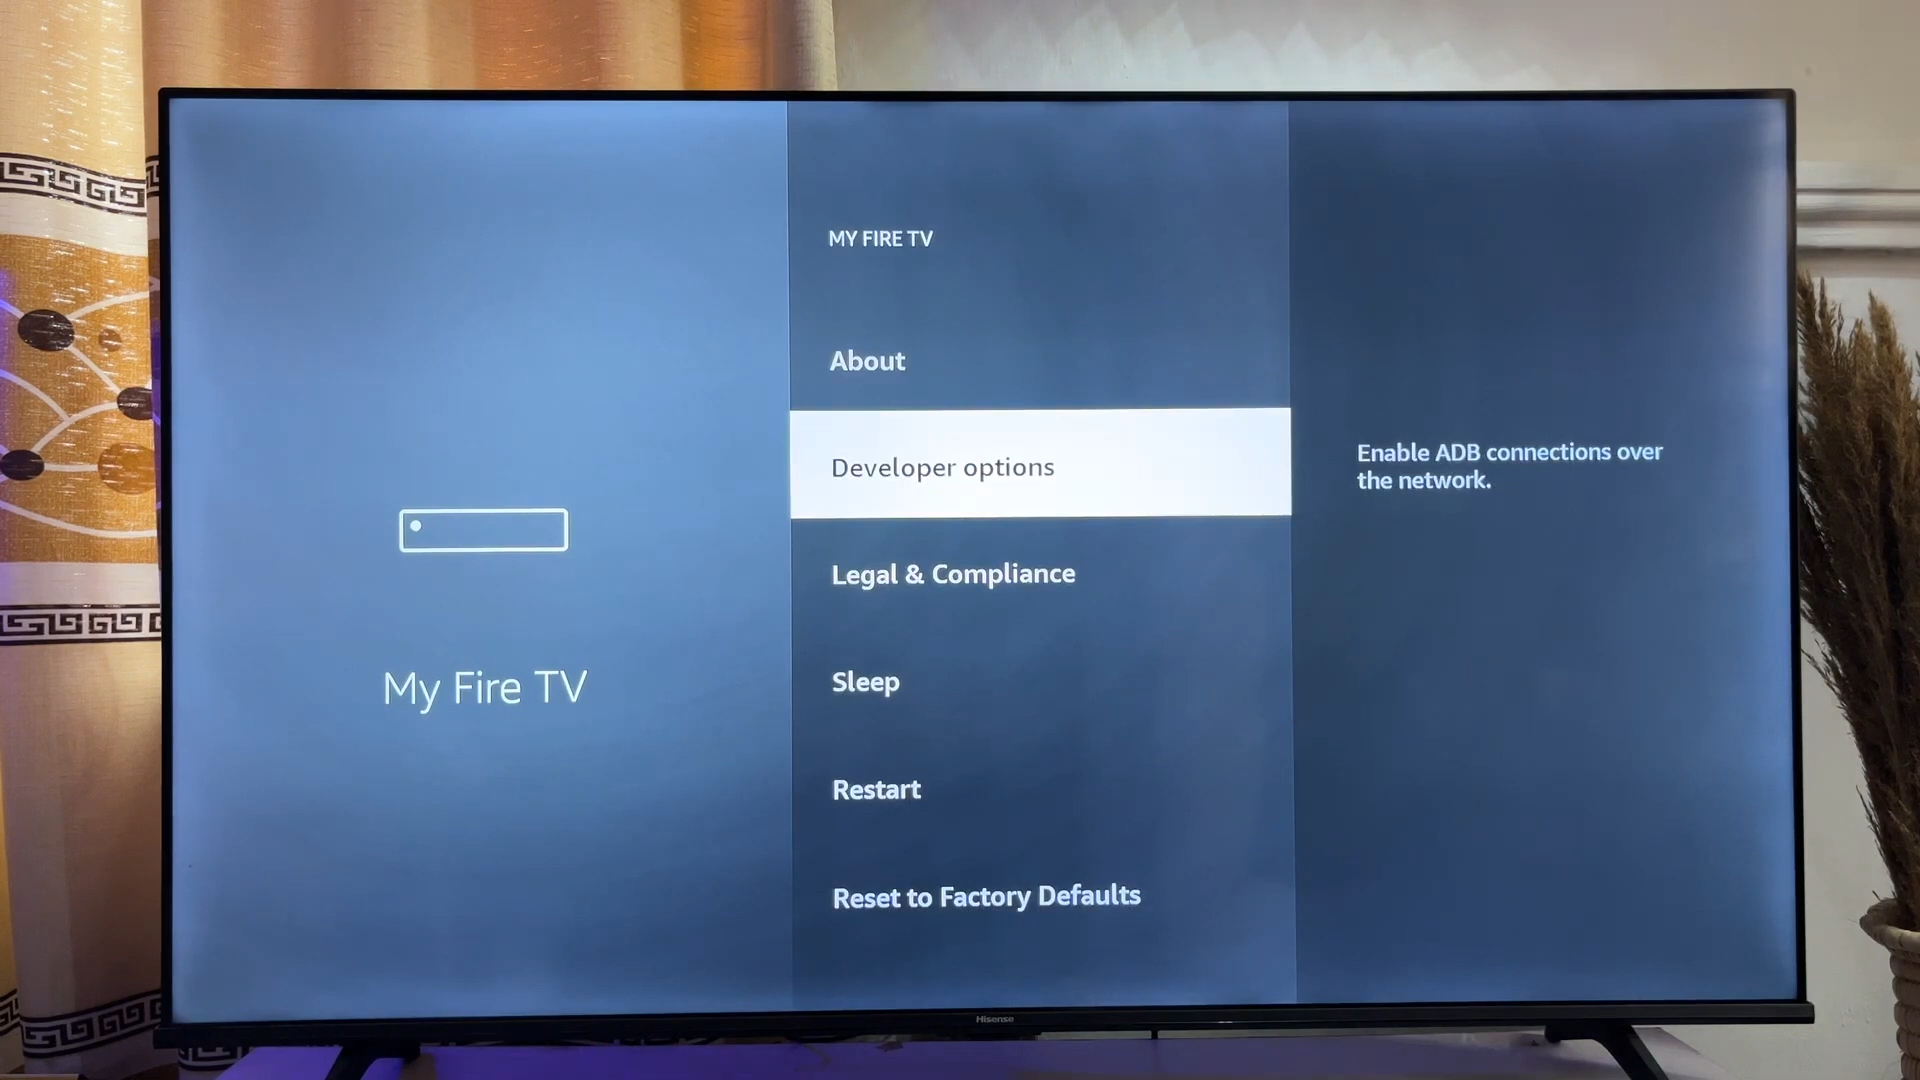 MY FIRE TV
About
Developer options
Legal & Compliance
Sleep
Restart
Reset to Factory Defaults
My Fire TV
Enable ADB connections over
the network.
Hisense